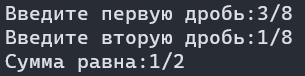 Введите первую дробь:3/8
Введите вторую дробь:1/8
Сумма равна:1/2